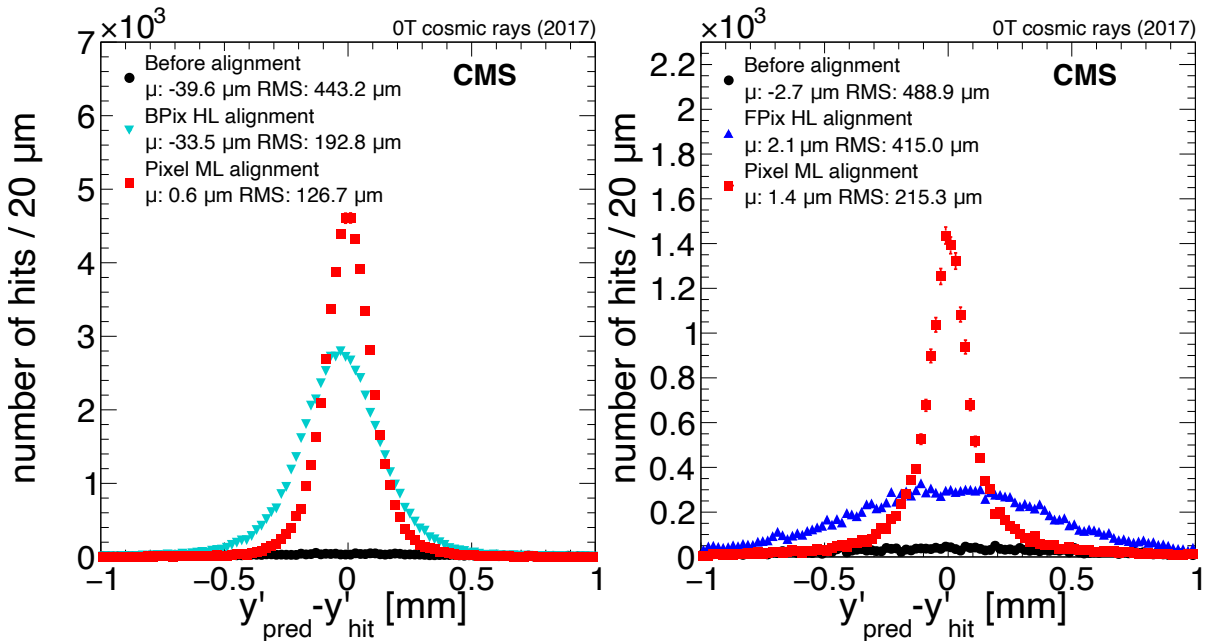 ×10³
0T cosmic rays (2017)
CMS
Before alignment
μ: -39.6 μm RMS: 443.2 μm
BPix HL alignment
μ: -33.5 μm RMS: 192.8 μm
Pixel ML alignment
μ: 0.6 μm RMS: 126.7 μm
number of hits / 20 μm
7
6
5
4
3
2
1
0
−1 −0.5 0 0.5 1
y'pred -y'hit [mm]
×10³
0T cosmic rays (2017)
CMS
Before alignment
μ: -2.7 μm RMS: 488.9 μm
FPix HL alignment
μ: 2.1 μm RMS: 415.0 μm
Pixel ML alignment
μ: 1.4 μm RMS: 215.3 μm
number of hits / 20 μm
2.2
2
1.8
1.6
1.4
1.2
1
0.8
0.6
0.4
0.2
0
−1 −0.5 0 0.5 1
y'pred -y'hit [mm]